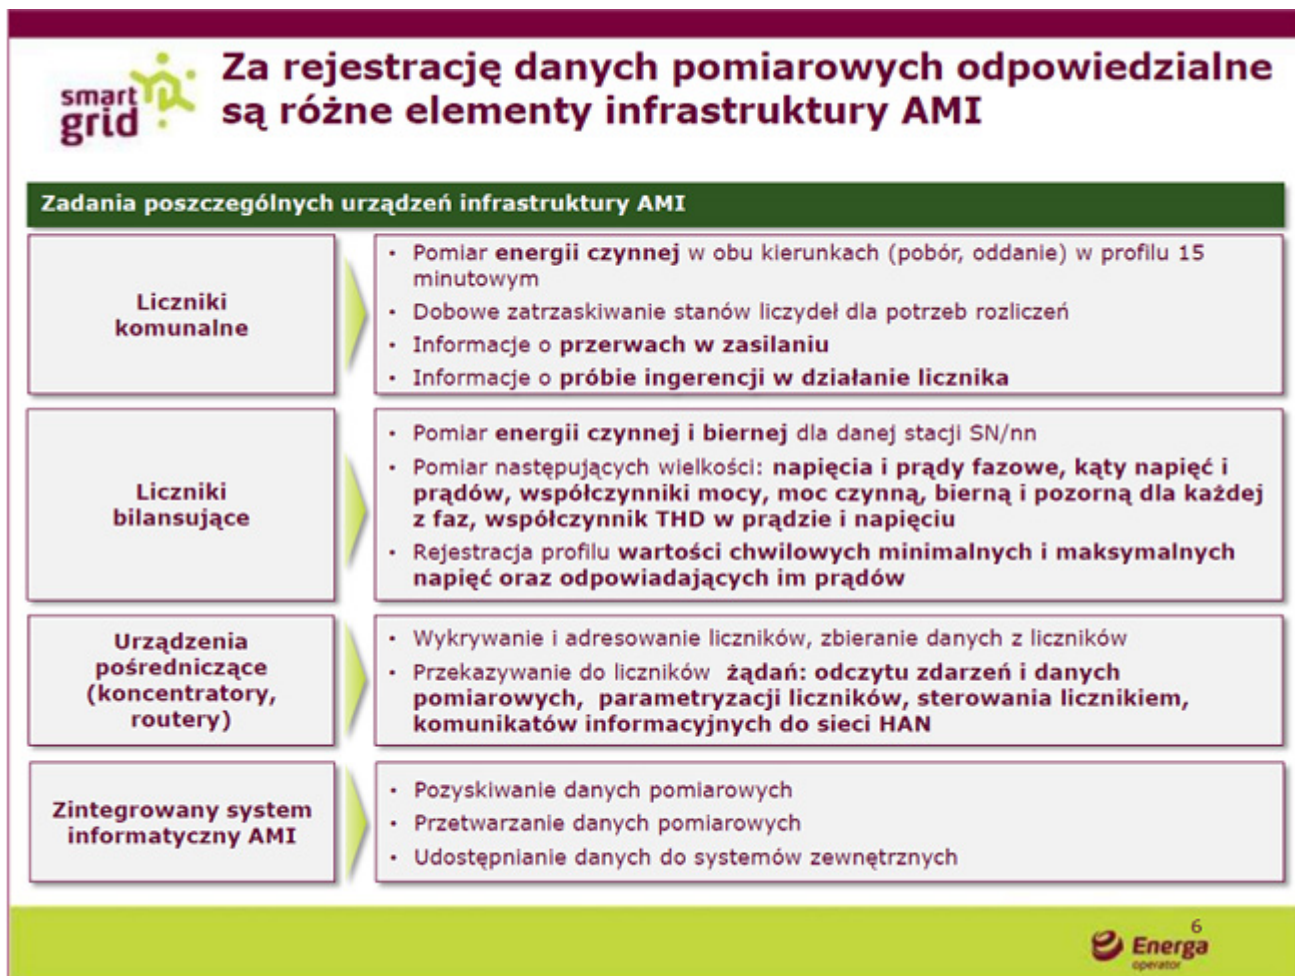 smart
grid
Za rejestrację danych pomiarowych odpowiedzialne
są różne elementy infrastruktury AMI
Zadania poszczególnych urządzeń infrastruktury AMI
Liczniki
komunalne
• Pomiar energii czynnej w obu kierunkach (pobór, oddanie) w profilu 15
minutowym
• Dobowe zatrzaskiwanie stanów liczydeł dla potrzeb rozliczeń
• Informacje o przerwach w zasilaniu
• Informacje o próbie ingerencji w działanie licznika
Liczniki
bilansujące
• Pomiar energii czynnej i biernej dla danej stacji SN/nn
• Pomiar następujących wielkości: napięcia i prądy fazowe, kąty napięć i
prądów, współczynniki mocy, moc czynną, bierną i pozorną dla każdej
z faz, współczynnik THD w prądzie i napięciu
• Rejestracja profilu wartości chwilowych minimalnych i maksymalnych
napięć oraz odpowiadających im prądów
Urządzenia
pośredniczące
(koncentratory,
routery)
• Wykrywanie i adresowanie liczników, zbieranie danych z liczników
• Przekazywanie do liczników żądań: odczytu zdarzeń i danych
pomiarowych, parametryzacji liczników, sterowania licznikiem,
komunikatów informacyjnych do sieci HAN
Zintegrowany system
informatyczny AMI
• Pozyskiwanie danych pomiarowych
• Przetwarzanie danych pomiarowych
• Udostępnianie danych do systemów zewnętrznych
6
Energa
operator